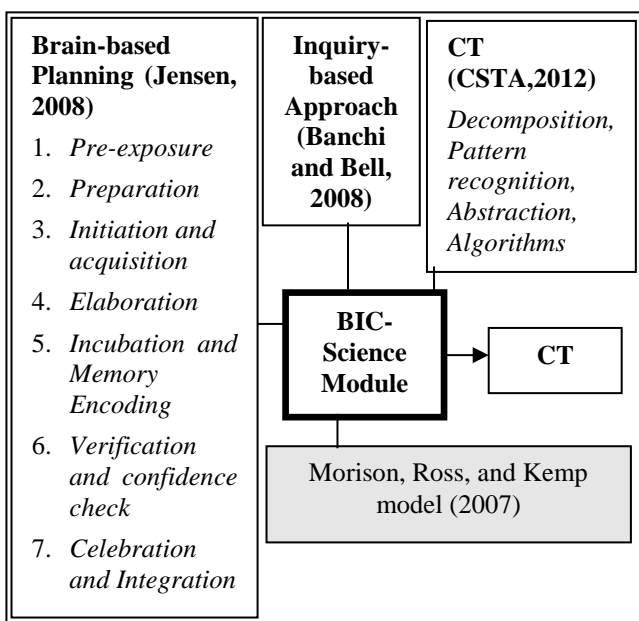 Brain-based
Planning (Jensen,
2008)
1. Pre-exposure
2. Preparation
3. Initiation and
acquisition
4. Elaboration
5. Incubation and
Memory
Encoding
6. Verification
and confidence
check
7. Celebration
and Integration
Inquiry-
based
Approach
(Banchi
and Bell,
2008)
CT
(CSTA,2012)
Decomposition,
Pattern
recognition,
Abstraction,
Algorithms
BIC-
Science
Module
CT
Morison, Ross, and Kemp
model (2007)